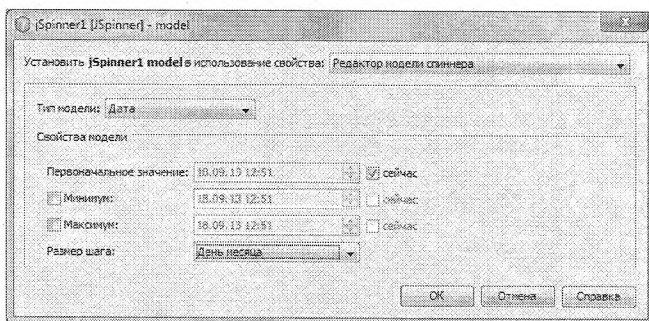 jSpinner1 [JSpinner] - model
Установить jSpinner1 model в использование свойства: Редактор модели спиннера
Тип модели: Дата
Свойства модели
Первоначальное значение: 18.09.13 12:51 сейчас
Минимум: 18.09.13 12:51 сейчас
Максимум: 18.09.13 12:51 сейчас
Размер шага: День месяца
ОК Отмена Справка